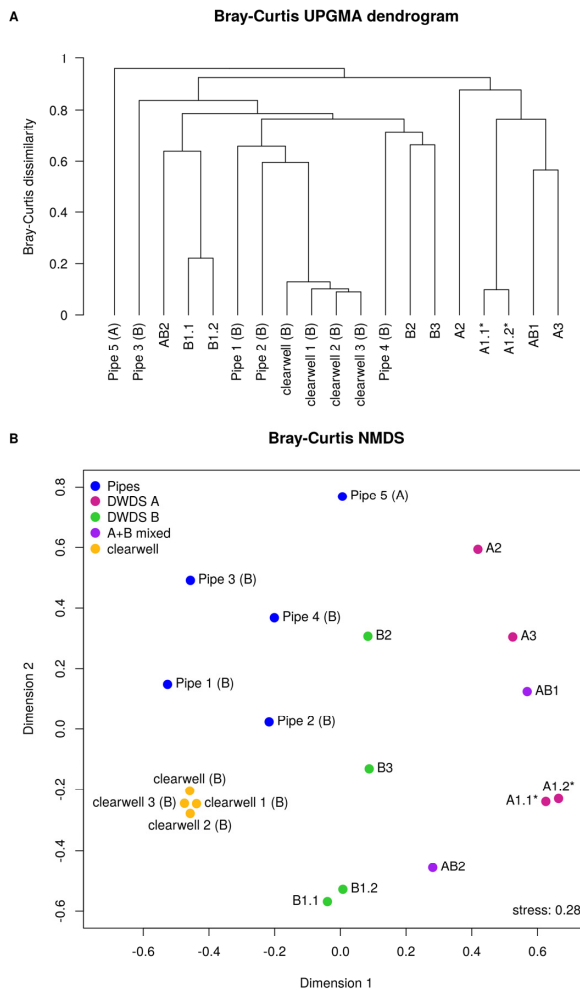 A
Bray-Curtis UPGMA dendrogram
Bray-Curtis dissimilarity
1
0.8
0.6
0.4
0.2
0
Pipe 5 (A)
Pipe 3 (B)
AB2
B1.1
B1.2
Pipe 1 (B)
Pipe 2 (B)
clearwell (B)
clearwell 1 (B)
clearwell 2 (B)
clearwell 3 (B)
Pipe 4 (B)
B2
B3
A2
A1.1*
A1.2*
AB1
A3
B
Bray-Curtis NMDS
Pipes
DWDS A
DWDS B
A+B mixed
clearwell
Pipe 5 (A)
A2
Pipe 3 (B)
Pipe 4 (B)
B2
A3
Pipe 1 (B)
AB1
Pipe 2 (B)
B3
clearwell (B)
A1.2*
clearwell 3 (B)
clearwell 1 (B)
A1.1*
clearwell 2 (B)
AB2
B1.2
B1.1
stress: 0.28
Dimension 2
0.8
0.6
0.4
0.2
0.0
-0.2
-0.4
-0.6
-0.6
-0.4
-0.2
0.0
0.2
0.4
0.6
Dimension 1